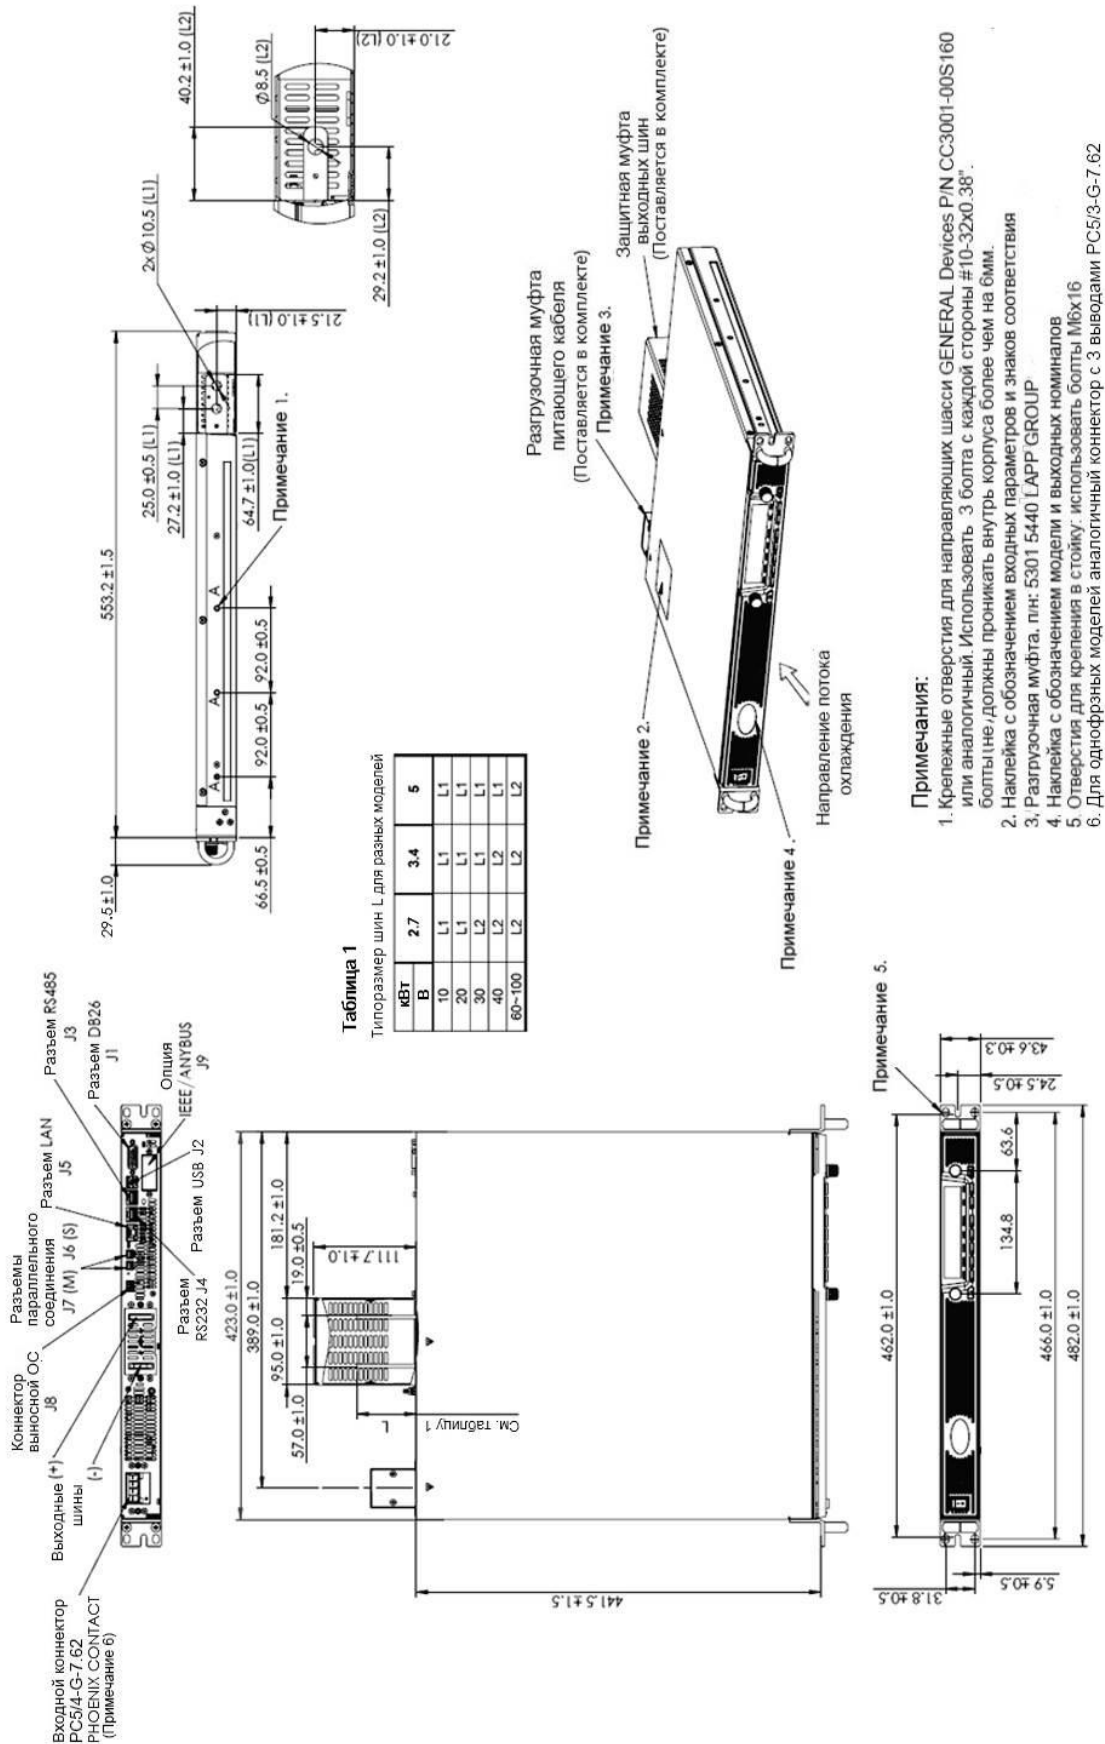 Входной коннектор
PC5/4-G-7.62
PHOENIX CONTACT
(Примечание 6)
Выходные (+)
шины
(-)
Коннектор
выносной ОС
J8
Разъемы
параллельного
соединения
J7 (M) J6 (S)
Разъем LAN
J5
Разъем RS485
J3
Разъем DB26
J1
Опция
IEEE/ANYBUS
J9
Разъем USB J2
Разъем
RS232 J4
29.5±1.0
553.2 ±1.5
66.5 ±0.5
92.0 ±0.5
92.0 ±0.5
A
A
A
Примечание 1.
25.0 ±0.5 (L1)
27.2 ±1.0 (L1)
64.7 ±1.0(L1)
2x Ø 10.5 (L1)
21.5±1.0 (L1)
40.2 ±1.0 (L2)
Ø 8.5 (L2)
29.2 ±1.0 (L2)
21.0±1.0 (L2)
423.0 ±1.0
389.0 ±1.0
181.2 ±1.0
95.0 ±1.0
19.0 ±0.5
57.0 ±1.0
111.7±1.0
L
См. таблицу 1
441.5±1.5
Таблица 1
Типоразмер шин L для разных моделей
кВт 2.7 3.4 5
В
10 L1 L1 L1
20 L1 L1 L1
30 L2 L1 L1
40 L2 L2 L1
60~100 L2 L2 L2
Разгрузочная муфта
питающего кабеля
(Поставляется в комплекте)
Примечание 3.
Защитная муфта
выходных шин
(Поставляется в комплекте)
Примечание 2.
Примечание 4.
Направление потока
охлаждения
Примечание 5.
462.0 ±1.0
43.6 ±0.3
24.5 ±0.5
63.6
134.8
466.0 ±1.0
482.0 ±1.0
31.8 ±0.5
5.9 ±0.5
Примечания:
1. Крепежные отверстия для направляющих шасси GENERAL Devices P/N CC3001-00S160
или аналогичный. Использовать 3 болта с каждой стороны #10-32x0.38".
болты не должны проникать внутрь корпуса более чем на 6мм.
2. Наклейка с обозначением входных параметров и знаков соответствия
3. Разгрузочная муфта. п/н: 5301 5440 LAPP GROUP
4. Наклейка с обозначением модели и выходных номиналов
5. Отверстия для крепления в стойку: использовать болты М6х16
6. Для однофрзных моделей аналогичный коннектор с 3 выводами PC5/3-G-7.62